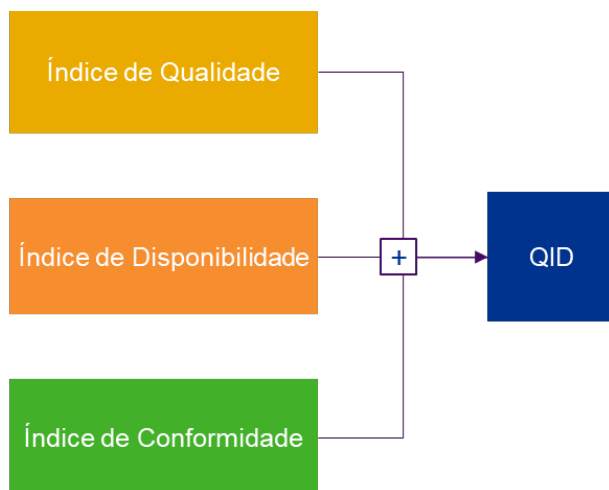 Índice de Qualidade
Índice de Disponibilidade
+
QID
Índice de Conformidade